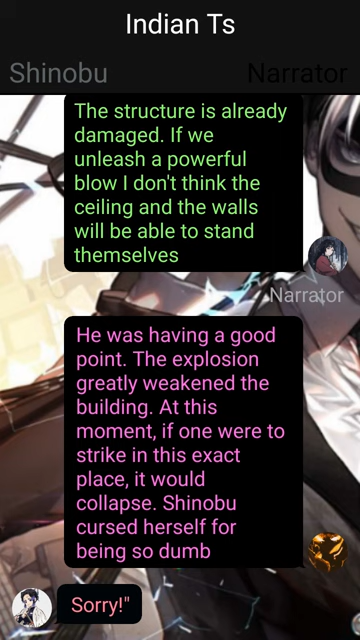 Indian Ts
Shinobu
Narrator
The structure is already
damaged. If we
unleash a powerful
blow I don't think the
ceiling and the walls
will be able to stand
themselves
Narrator
He was having a good
point. The explosion
greatly weakened the
building. At this
moment, if one were to
strike in this exact
place, it would
collapse. Shinobu
cursed herself for
being so dumb
Sorry!"